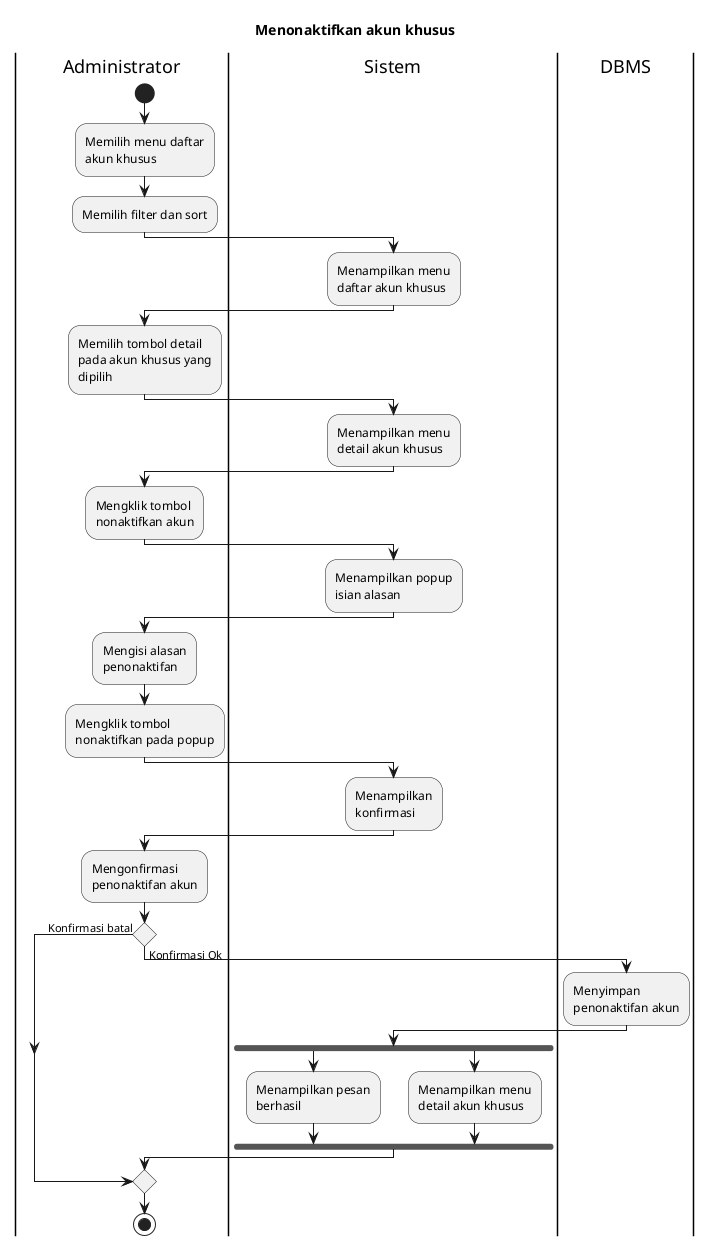 Menonaktifkan akun khusus
Administrator
Sistem
DBMS
Memilih menu daftar
akun khusus
Memilih filter dan sort
Menampilkan menu
daftar akun khusus
Memilih tombol detail
pada akun khusus yang
dipilih
Menampilkan menu
detail akun khusus
Mengklik tombol
nonaktifkan akun
Menampilkan popup
isian alasan
Mengisi alasan
penonaktifan
Mengklik tombol
nonaktifkan pada popup
Menampilkan
konfirmasi
Mengonfirmasi
penonaktifan akun
Konfirmasi batal
Konfirmasi Ok
Menyimpan
penonaktifan akun
Menampilkan pesan
berhasil
Menampilkan menu
detail akun khusus